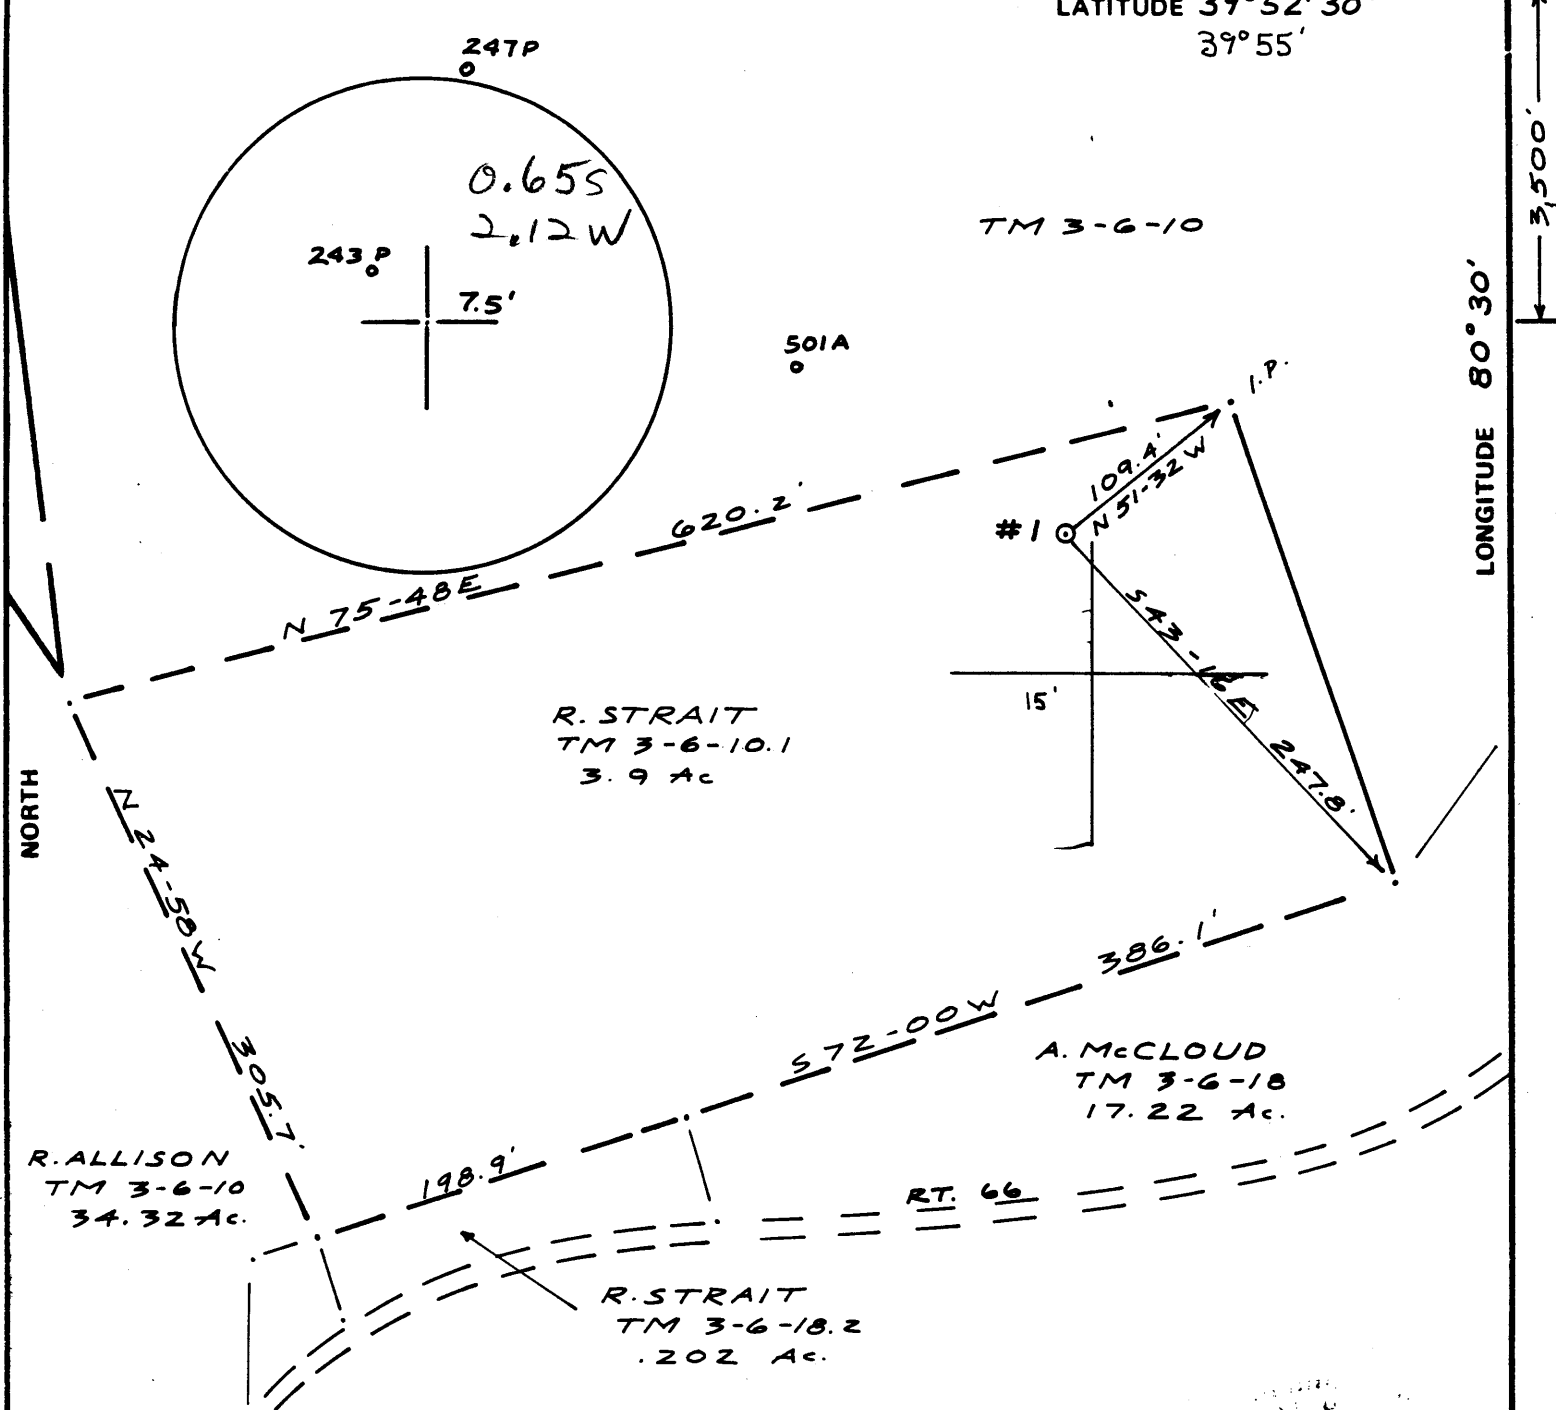 LATITUDE 39°52'30
39°55'
3,500'
247P
0.65S
2.12W
243P
7.5'
TM 3-6-10
501A
LONGITUDE 80°30'
I.P.
109.4'
N 51-32 W
#1
620.2'
N 75-48E
S 43-16 E
247.8'
15'
R. STRAIT
TM 3-6-10.1
3.9 Ac
NORTH
N 24-58W
305.7'
386.1'
S 72-00 W
198.9'
A. McCLOUD
TM 3-6-18
17.22 Ac.
R. ALLISON
TM 3-6-10
34.32 Ac.
RT. 66
R. STRAIT
TM 3-6-18.2
.202 Ac.